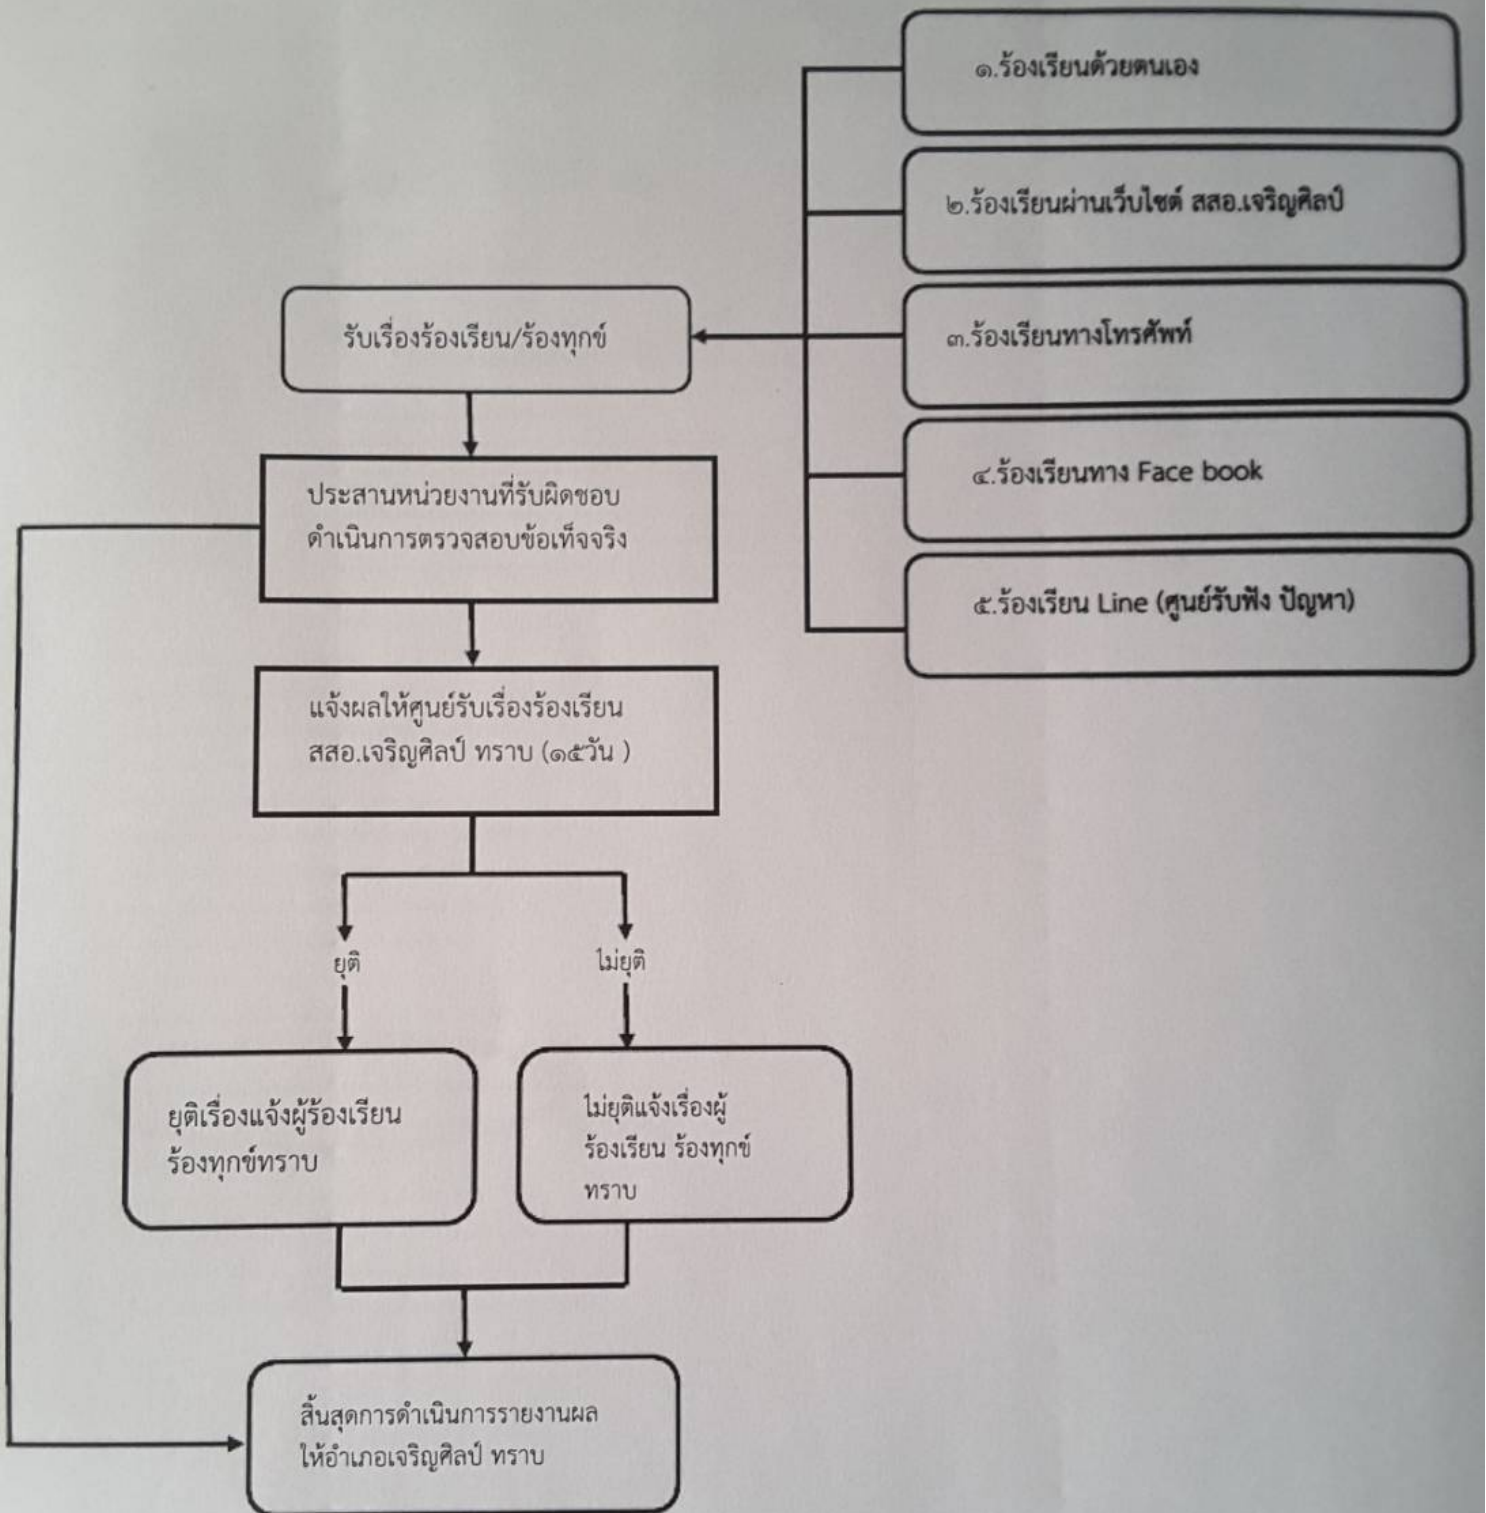 ๑.ร้องเรียนด้วยตนเอง
๒.ร้องเรียนผ่านเว็บไซต์ สสอ.เจริญศิลป์
๓.ร้องเรียนทางโทรศัพท์
๔.ร้องเรียนทาง Face book
๕.ร้องเรียน Line (ศูนย์รับฟัง ปัญหา)
รับเรื่องร้องเรียน/ร้องทุกข์
ประสานหน่วยงานที่รับผิดชอบ
ดำเนินการตรวจสอบข้อเท็จจริง
แจ้งผลให้ศูนย์รับเรื่องร้องเรียน
สสอ.เจริญศิลป์ ทราบ (๑๕วัน )
ยุติ
ไม่ยุติ
ยุติเรื่องแจ้งผู้ร้องเรียน
ร้องทุกข์ทราบ
ไม่ยุติแจ้งเรื่องผู้
ร้องเรียน ร้องทุกข์
ทราบ
สิ้นสุดการดำเนินการรายงานผล
ให้อำเภอเจริญศิลป์ ทราบ